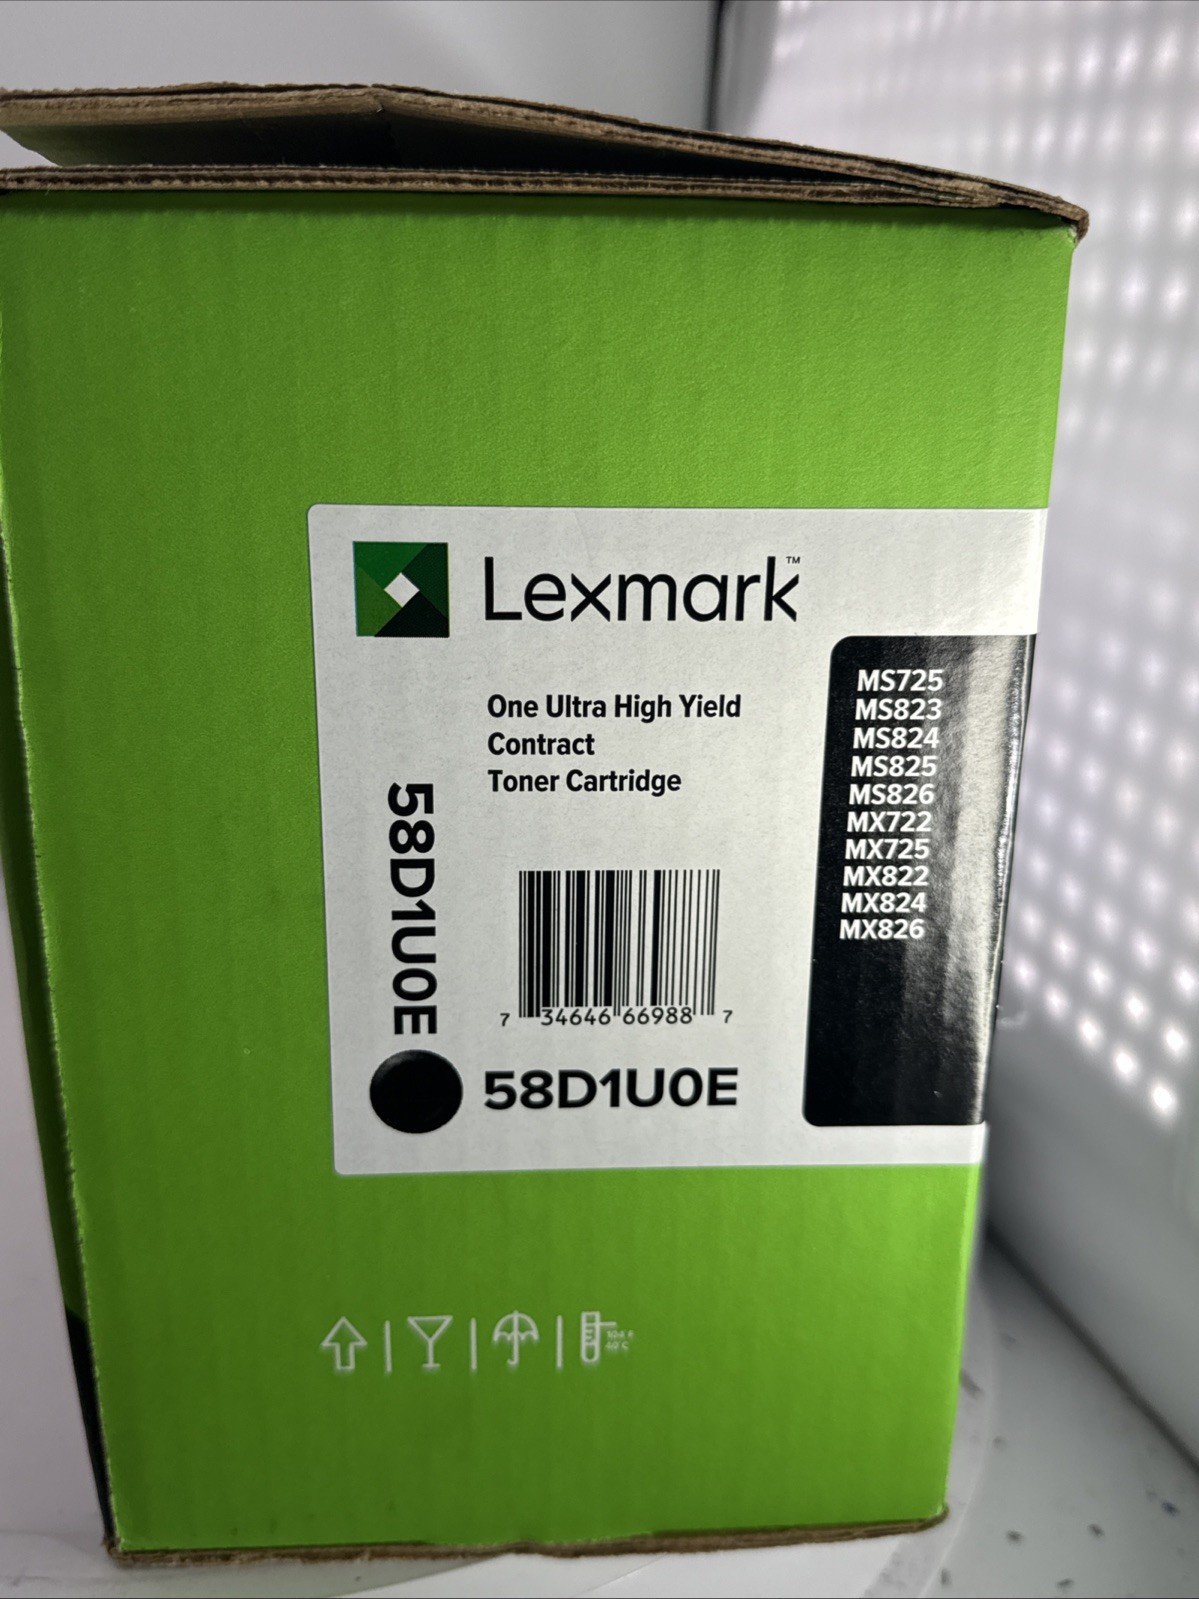 Lexmark™
One Ultra High Yield
Contract
Toner Cartridge
58D1U0E
7 34646 66988 7
58D1U0E
MS725
MS823
MS824
MS825
MS826
MX722
MX725
MX822
MX824
MX826